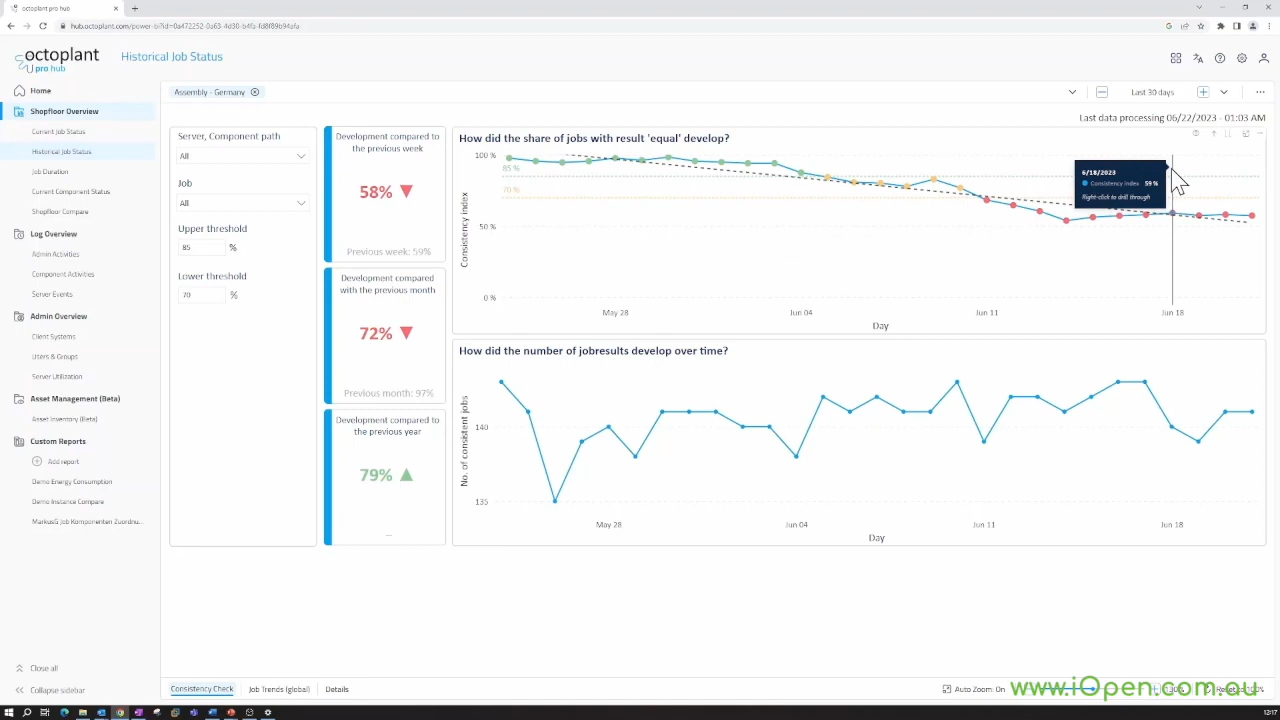 octoplant pro hub
hub.octoplant.com/power-bi?id=0a472252-0a63-4d30-b4fa-fd8f89b94afa
octoplant
pro hub
Historical Job Status
Home
Shopfloor Overview
Current Job Status
Historical Job Status
Job Duration
Current Component Status
Shopfloor Compare
Log Overview
Admin Activities
Component Activities
Server Events
Admin Overview
Client Systems
Users & Groups
Server Utilization
Asset Management (Beta)
Asset Inventory (Beta)
Custom Reports
Add report
Demo Energy Consumption
Demo Instance Compare
MarkusG Job Komponenten Zuordnu...
Close all
Collapse sidebar
Assembly - Germany
Last 30 days
Last data processing 06/22/2023 - 01:03 AM
Server, Component path
All
Job
All
Upper threshold
85 %
Lower threshold
70 %
Development compared to
the previous week
58%
Previous week: 59%
Development compared
with the previous month
72%
Previous month: 97%
Development compared to
the previous year
79%
...
How did the share of jobs with result 'equal' develop?
Consistency index
100 %
85 %
70 %
50 %
0 %
6/18/2023
Consistency index 59 %
Right-click to drill through
May 28
Jun 04
Jun 11
Jun 18
Day
How did the number of jobresults develop over time?
No. of consistent jobs
140
135
May 28
Jun 04
Jun 11
Jun 18
Day
Consistency Check
Job Trends (global)
Details
Auto Zoom: On
www.iOpen.com.au
12:17